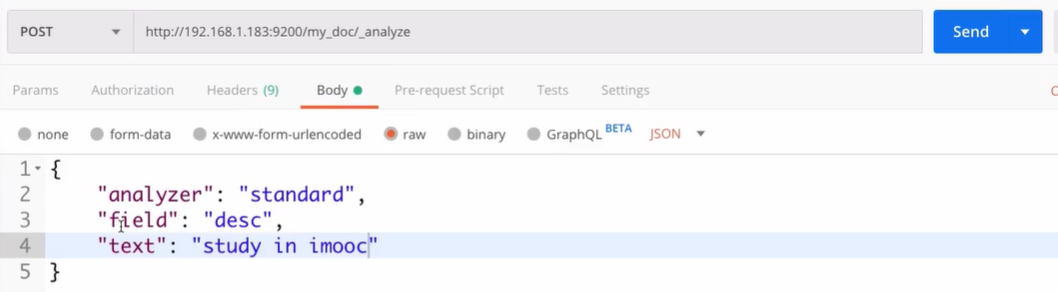 POST http://192.168.1.183:9200/my_doc/_analyze Send
Params Authorization Headers (9) Body Pre-request Script Tests Settings
none form-data x-www-form-urlencoded raw binary GraphQL BETA JSON
1 {
2 "analyzer": "standard",
3 "field": "desc",
4 "text": "study in imooc"
5 }